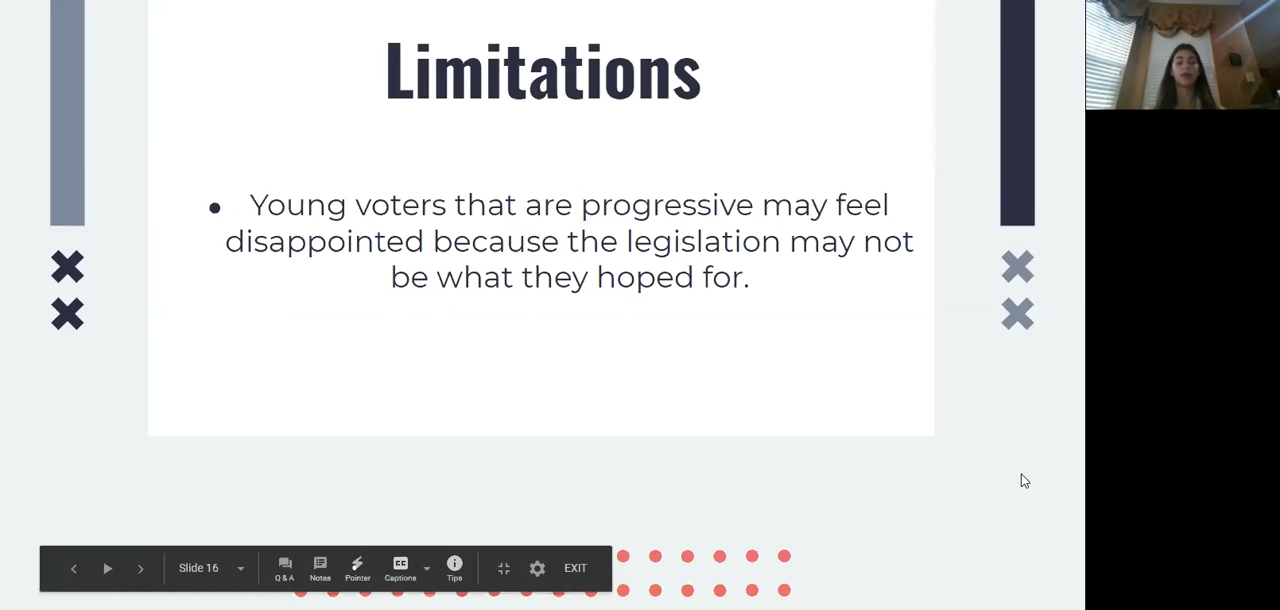 Limitations
● Young voters that are progressive may feel
disappointed because the legislation may not
be what they hoped for.
Slide 16
Q & A
Notes
Pointer
CC
Captions
Tips
EXIT